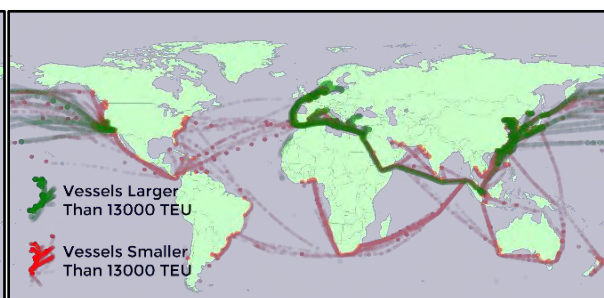 Vessels Larger
Than 13000 TEU
Vessels Smaller
Than 13000 TEU